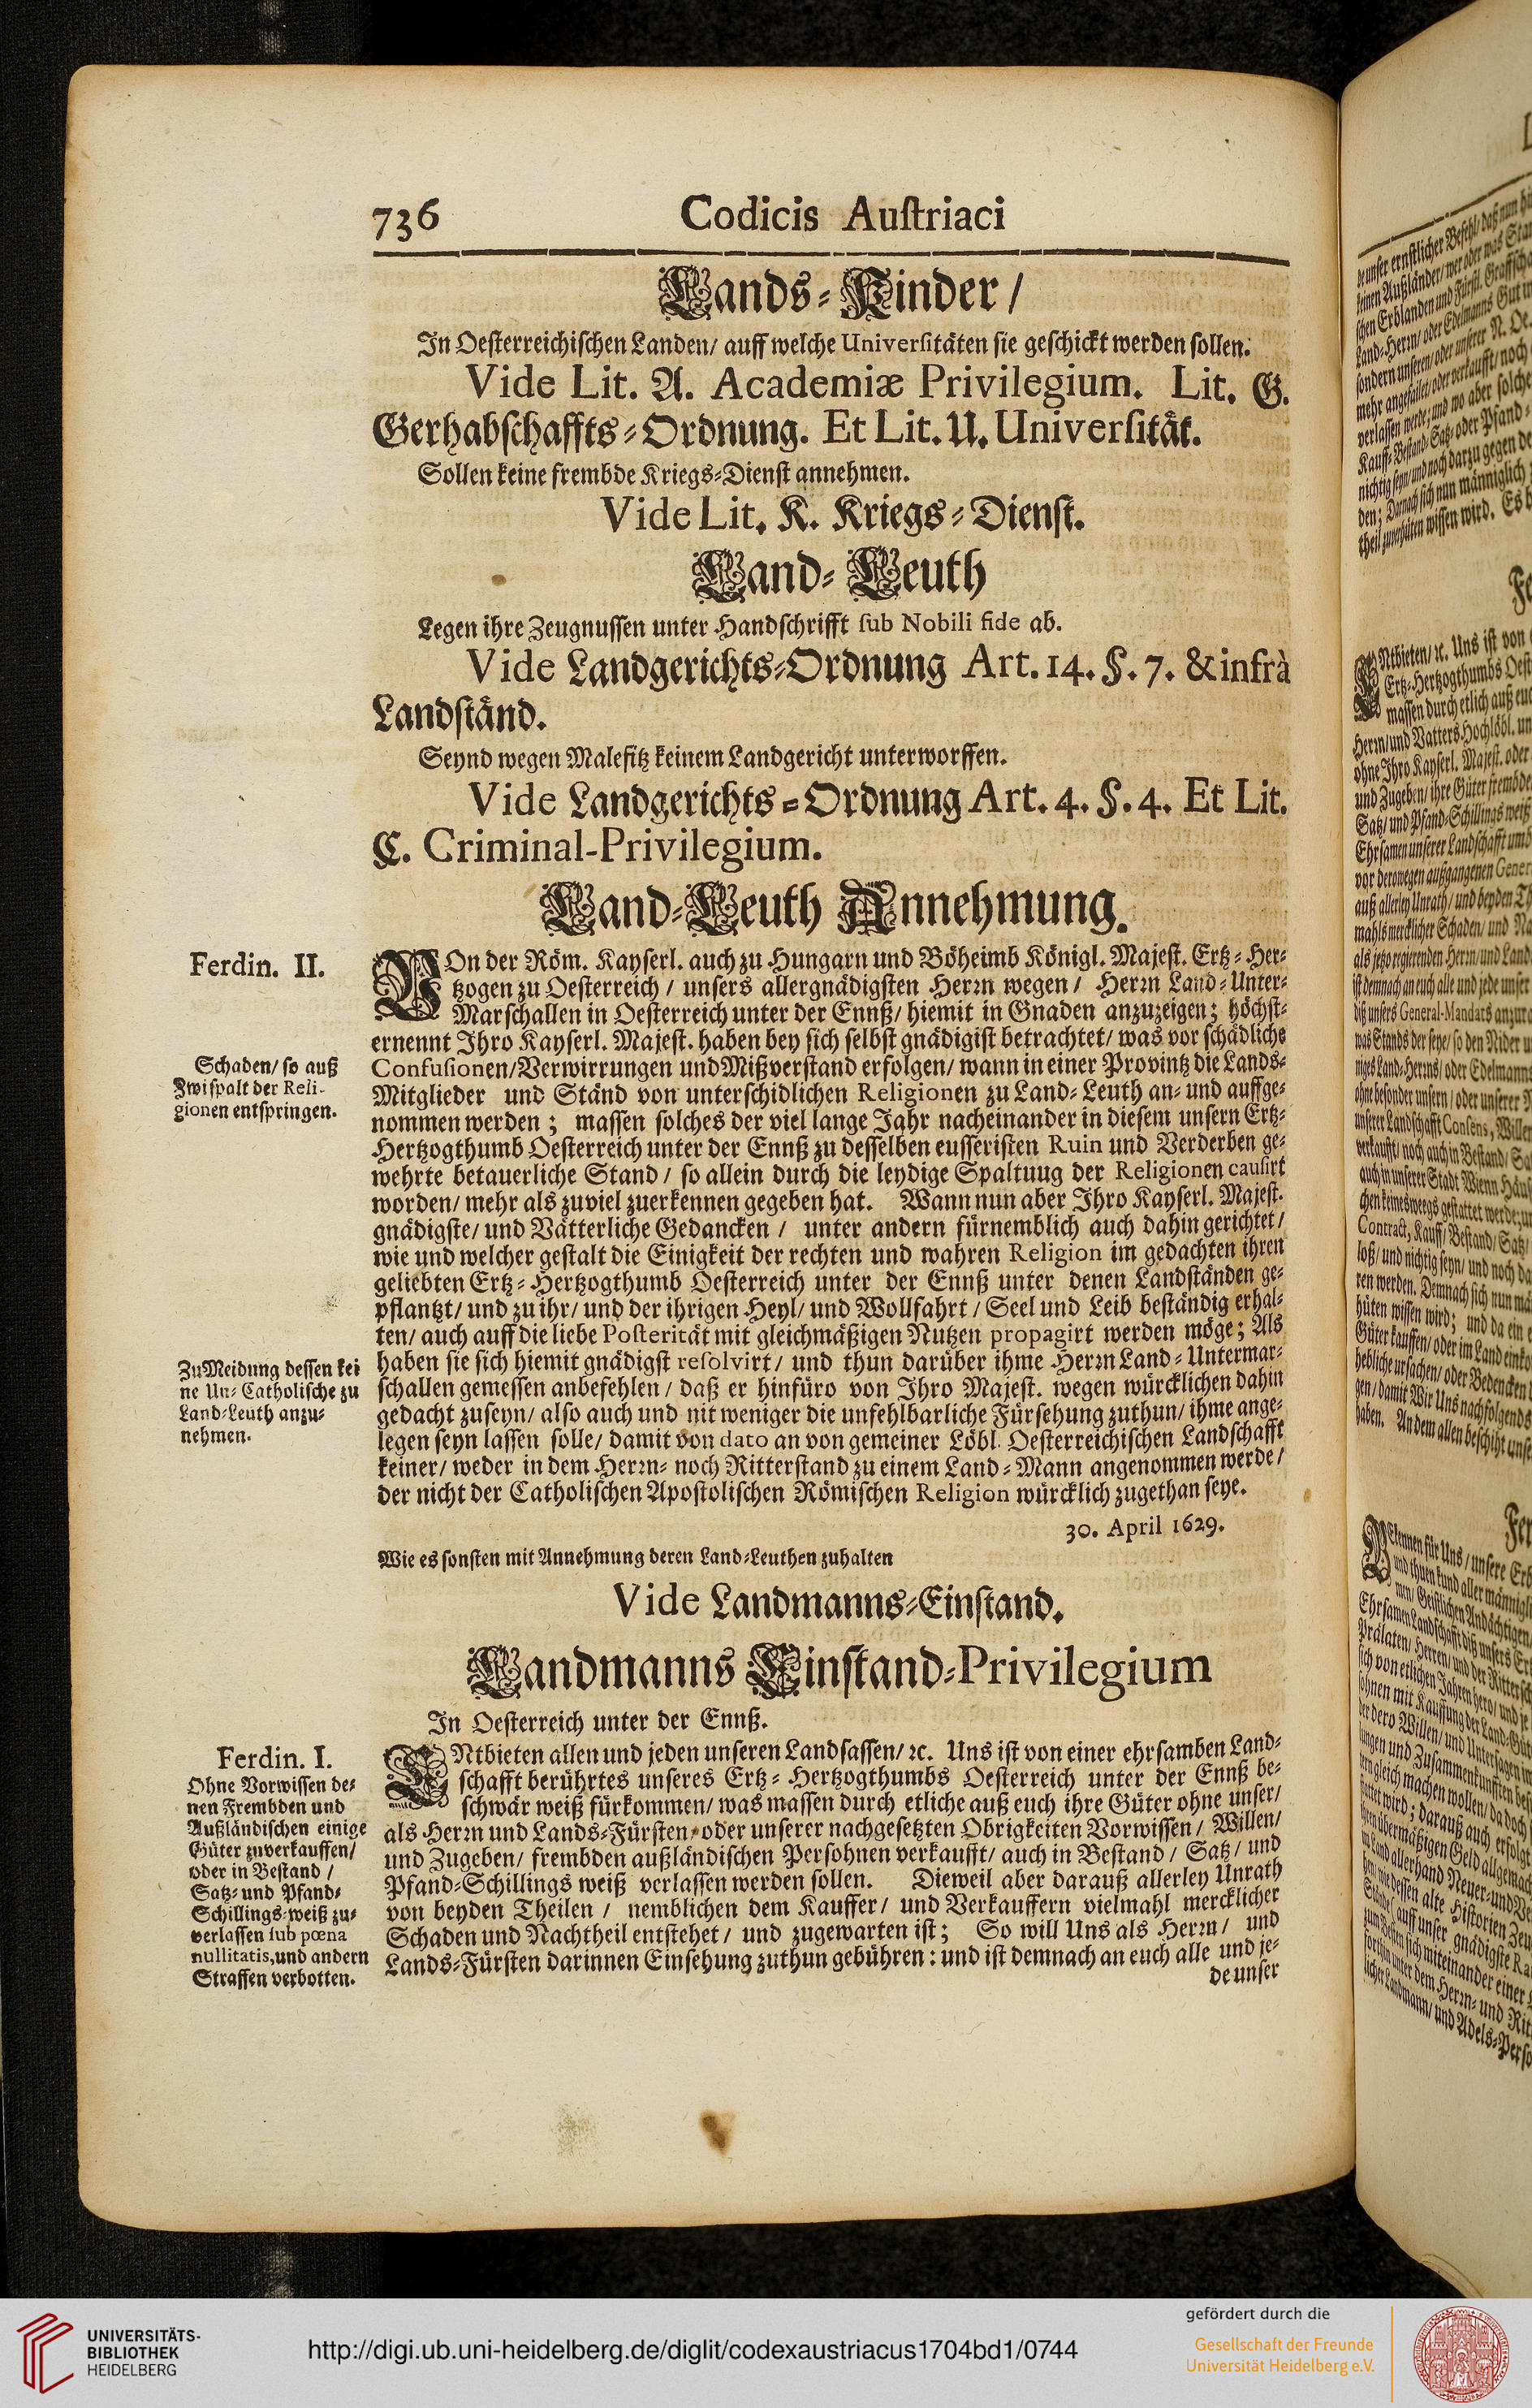 736 Codicis Auſtriaci
Lands-Kinder /
In Oeſterreichiſchen Landen/ auff welche Univerſitäten ſie geſchickt werden ſollen.
Vide Lit. A. Academiæ Privilegium. Lit. G.
Gerhabſchaffts-Ordnung. Et Lit. U. Univerſität.
Sollen keine frembde Kriegs-Dienſt annehmen.
Vide Lit. K. Kriegs-Dienſt.
Land-Leuth
Legen ihre Zeugnuſſen unter Handſchrifft ſub Nobili fide ab.
Vide Landgerichts-Ordnung Art. 14. §. 7. & infrà
Landſtänd.
Seynd wegen Malefitz keinem Landgericht unterworffen.
Vide Landgerichts-Ordnung Art. 4. §. 4. Et Lit.
C. Criminal-Privilegium.
Land-Leuth Annehmung.
Ferdin. II.
VOn der Röm. Kayſerl. auch zu Hungarn und Böheimb Königl. Majeſt. Ertz-Her-
tzogen zu Oeſterreich / unſers allergnädigſten Herꝛn wegen / Herꝛn Land-Unter-
Marſchallen in Oeſterreich unter der Ennß/ hiemit in Gnaden anzuzeigen; höchſt-
ernennt Ihro Kayſerl. Majeſt. haben bey ſich ſelbſt gnädigiſt betrachtet/ was vor ſchädliche
Schaden/ ſo auß
Zwiſpalt der Reli-
gionen entſpringen.
Confuſionen/Verwirrungen und Mißverſtand erfolgen/ wann in einer Provintz die Lands-
Mitglieder und Ständ von unterſchidlichen Religionen zu Land-Leuth an- und auffge-
nommen werden ; maſſen ſolches der viel lange Jahr nacheinander in dieſem unſern Ertz-
Hertzogthumb Oeſterreich unter der Ennß zu deſſelben euſſeriſten Ruin und Verderben ge-
wehrte betauerliche Stand / ſo allein durch die leydige Spaltuug der Religionen cauſirt
worden/ mehr als zuviel zuerkennen gegeben hat. Wann nun aber Ihro Kayſerl. Majeſt.
gnädigſte/ und Vätterliche Gedancken / unter andern fürnemblich auch dahin gerichtet/
wie und welcher geſtalt die Einigkeit der rechten und wahren Religion im gedachten ihren
geliebten Ertz-Hertzogthumb Oeſterreich unter der Ennß unter denen Landſtänden ge-
pflantzt/ und zu ihr/ und der ihrigen Heyl/ und Wollfahrt / Seel und Leib beſtändig erhal-
ten/ auch auff die liebe Poſterität mit gleichmäßigen Nutzen propagirt werden möge; Als
Zu Meidung deſſen kei
ne Un-Catholiſche zu
Land-Leuth anzu-
nehmen.
haben ſie ſich hiemit gnädigſt reſolvirt/ und thun darüber ihme Herꝛn Land-Untermar-
ſchallen gemeſſen anbefehlen / daß er hinfüro von Ihro Majeſt. wegen würcklichen dahin
gedacht zuſeyn/ alſo auch und nit weniger die unfehlbarliche Fürſehung zuthun/ ihme ange-
legen ſeyn laſſen ſolle/ damit von dato an von gemeiner Löbl. Oeſterreichiſchen Landſchafft
keiner/ weder in dem Herꝛn- noch Ritterſtand zu einem Land-Mann angenommen werde/
der nicht der Catholiſchen Apoſtoliſchen Römiſchen Religion würcklich zugethan ſeye.
30. April 1629.
Wie es ſonſten mit Annehmung deren Land-Leuthen zuhalten
Vide Landmanns-Einſtand.
Landmanns Einſtand-Privilegium
In Oeſterreich unter der Ennß.
Ferdin. I.
Ohne Vorwiſſen de-
nen Frembden und
Außländiſchen einige
Güter zuverkauffen/
oder in Beſtand /
Satz- und Pfand-
Schillings-weiß zu-
verlaſſen ſub pœna
nullitatis, und andern
Straffen verbotten.
ENtbieten allen und jeden unſeren Landſaſſen/ ꝛc. Uns iſt von einer ehrſamben Land-
ſchafft berührtes unſeres Ertz-Hertzogthumbs Oeſterreich unter der Ennß be-
ſchwär weiß fürkommen/ was maſſen durch etliche auß euch ihre Güter ohne unſer/
als Herꝛn und Lands-Fürſten, oder unſerer nachgeſetzten Obrigkeiten Vorwiſſen / Willen/
und Zugeben/ frembden außländiſchen Perſohnen verkaufft/ auch in Beſtand / Satz/ und
Pfand-Schillings weiß verlaſſen werden ſollen. Dieweil aber darauß allerley Unrath
von beyden Theilen / nemblichen dem Kauffer/ und Verkauffern vielmahl mercklicher
Schaden und Nachtheil entſtehet/ und zugewarten iſt; So will Uns als Herꝛn/ und
Lands-Fürſten darinnen Einſehung zuthun gebühren: und iſt demnach an euch alle und je-
de unſer
UNIVERSITÄTS-
BIBLIOTHEK
HEIDELBERG
http://digi.ub.uni-heidelberg.de/diglit/codexaustriacus1704bd1/0744
gefördert durch die
Gesellschaft der Freunde
Universität Heidelberg e.V.